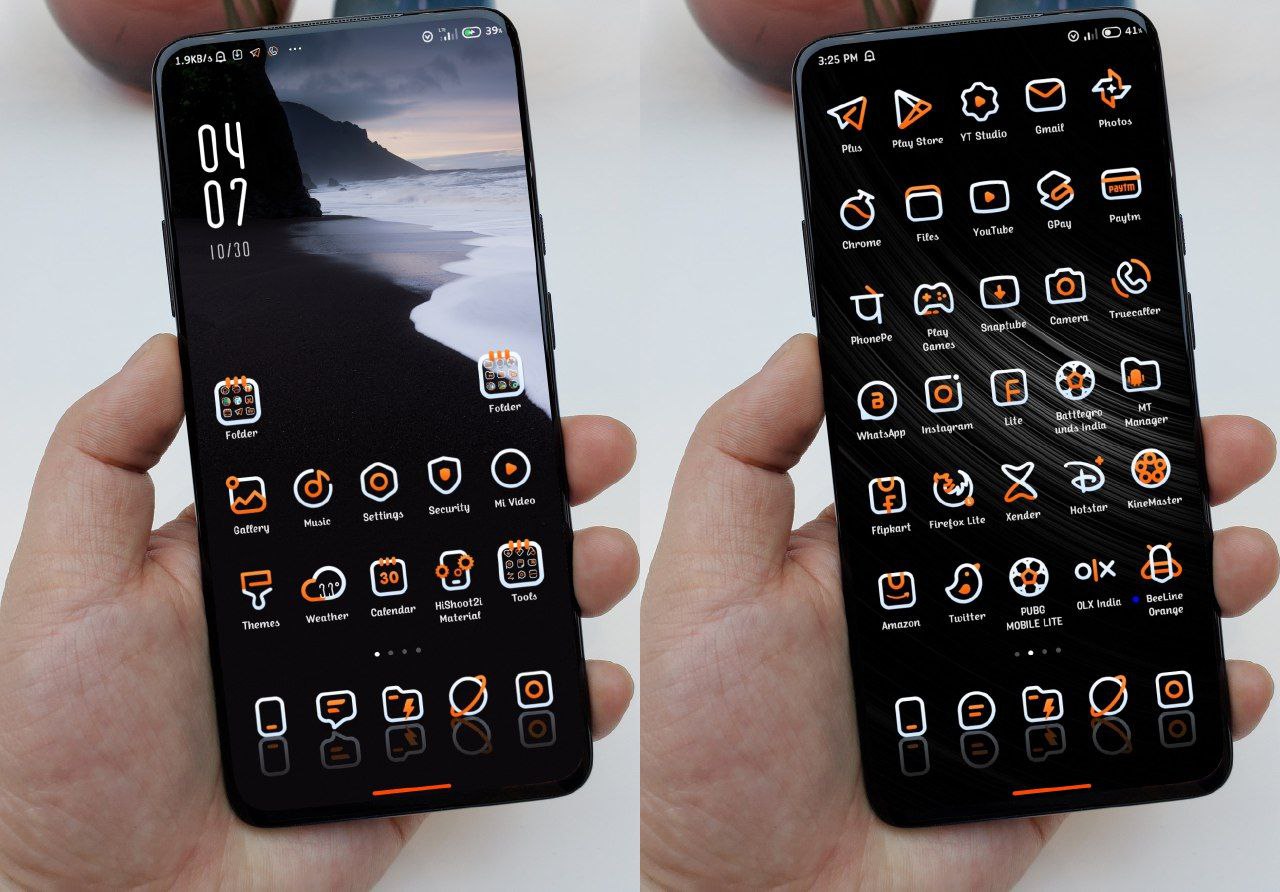 1.9KB/s
39%
04
07
10/30
Folder
Folder
Gallery
Music
Settings
Security
Mi Video
Themes
33°
Weather
30
Calendar
HiShoot2i
Material
Tools
3:25 PM
41%
Plus
Play Store
YT Studio
Gmail
Photos
Chrome
Files
YouTube
GPay
Paytm
Paytm
PhonePe
Play
Games
Snaptube
Camera
Truecaller
WhatsApp
Instagram
Lite
Battlegro
unds India
MT
Manager
Flipkart
Firefox Lite
Xender
Hotstar
KineMaster
Amazon
Twitter
PUBG
MOBILE LITE
olx
OLX India
BeeLine
Orange